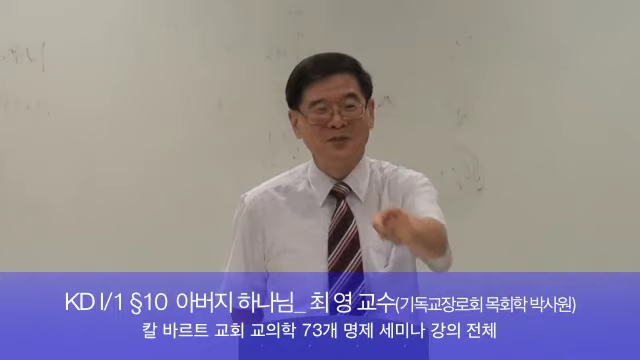 KD I/1 §10 아버지 하나님_ 최 영 교수(기독교장로회 목회학 박사원)
칼 바르트 교회 교의학 73개 명제 세미나 강의 전체